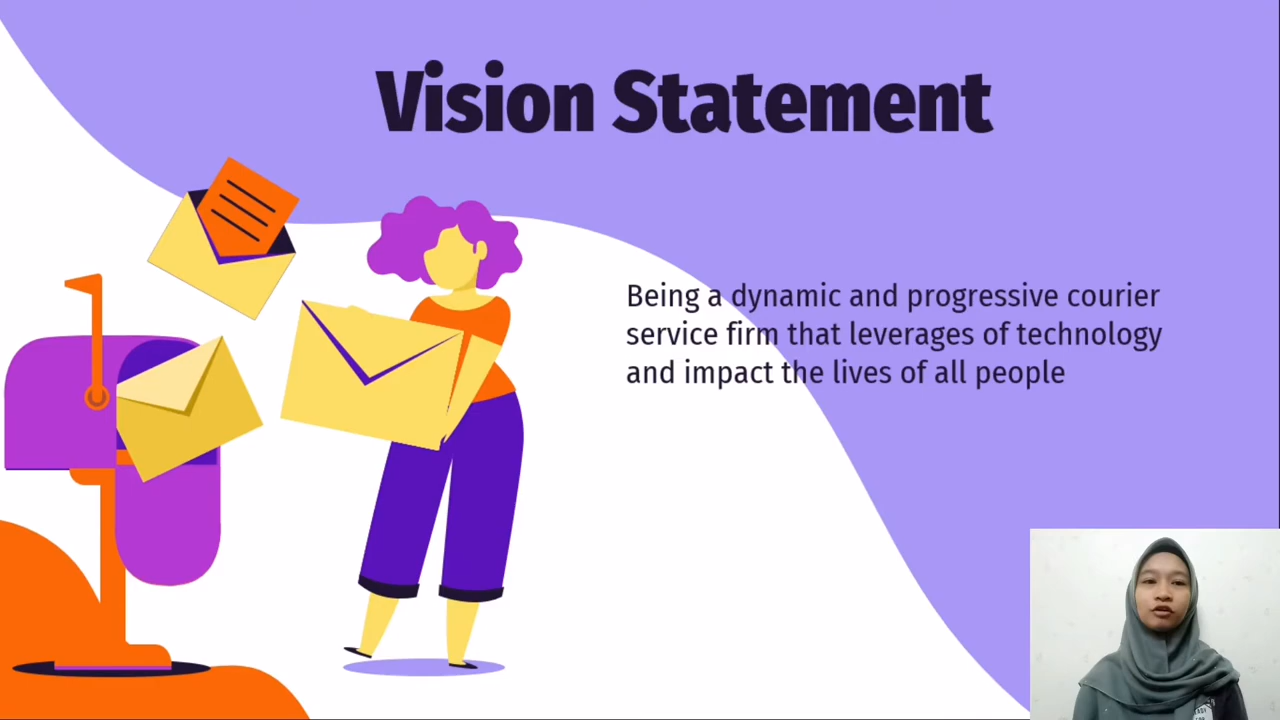 Vision Statement
Being a dynamic and progressive courier
service firm that leverages of technology
and impact the lives of all people